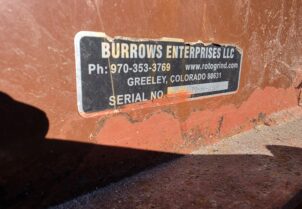 BURROWS ENTERPRISES LLC
Ph: 970-353-3769 www.rotogrind.com
GREELEY, COLORADO 80631
SERIAL NO.